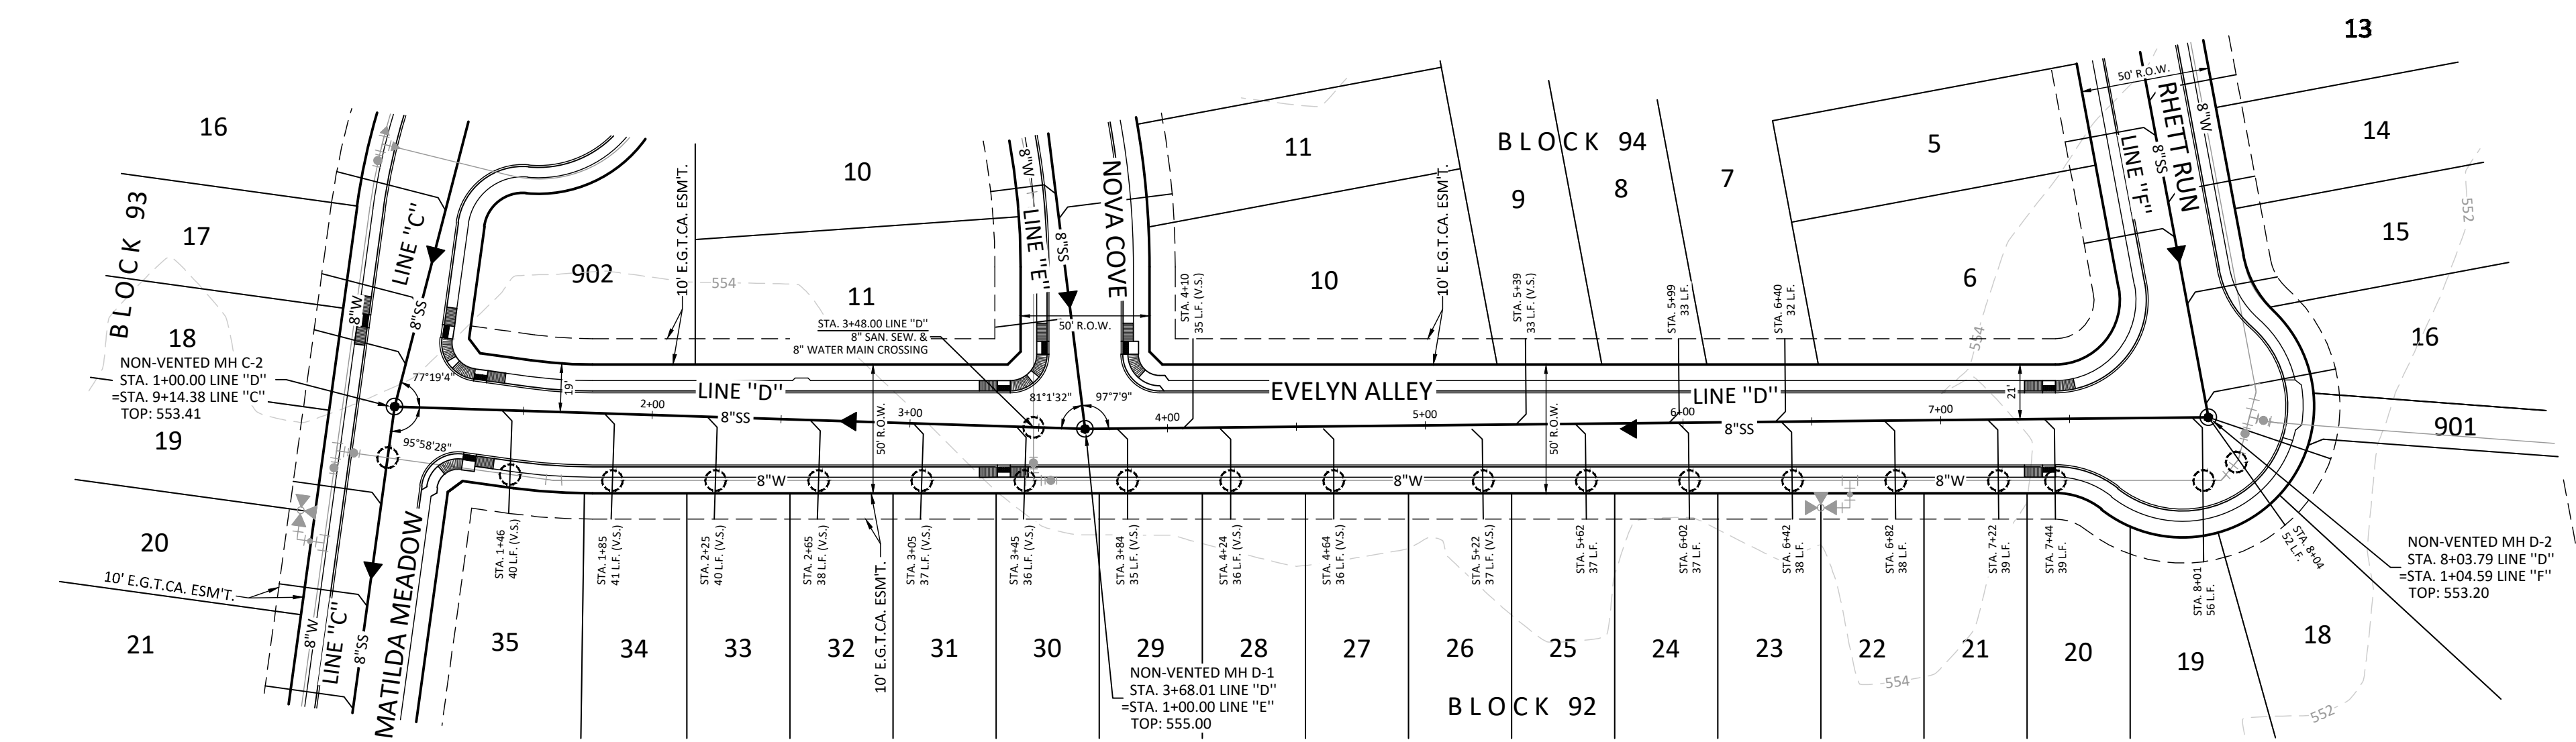 13
16
10
11
BLOCK 94
5
14
50' R.O.W.
RHETT RUN
8"W
LINE "F"
8"SS
BLOCK 93
17
LINE "C"
8"SS
8"W
902
554
11
10' E.G.T.CA. ESM'T.
8"W
LINE "E"
8"SS
NOVA COVE
50' R.O.W.
10
9
8
7
6
15
552
554
16
10' E.G.T.CA. ESM'T.
STA. 4+10
35 L.F. (V.S.)
STA. 5+39
33 L.F. (V.S.)
STA. 5+99
33 L.F.
STA. 6+40
32 L.F.
STA. 3+48.00 LINE "D"
8" SAN. SEW. &
8" WATER MAIN CROSSING
18
NON-VENTED MH C-2
STA. 1+00.00 LINE "D"
=STA. 9+14.38 LINE "C"
TOP: 553.41
19
77°19'4"
95°58'28"
19'
LINE "D"
EVELYN ALLEY
LINE "D"
21'
2+00
8"SS
3+00
81°1'32"
97°7'9"
4+00
5+00
6+00
8"SS
7+00
50' R.O.W.
50' R.O.W.
901
8"W
8"W
8"W
20
10' E.G.T.CA. ESM'T.
21
8"W
LINE "C"
8"SS
MATILDA MEADOW
STA. 1+46
40 L.F. (V.S.)
STA. 1+85
41 L.F. (V.S.)
STA. 2+25
40 L.F. (V.S.)
STA. 2+65
38 L.F. (V.S.)
STA. 3+05
37 L.F. (V.S.)
STA. 3+45
36 L.F. (V.S.)
STA. 3+84
35 L.F. (V.S.)
STA. 4+24
36 L.F. (V.S.)
STA. 4+64
36 L.F. (V.S.)
STA. 5+22
37 L.F. (V.S.)
STA. 5+62
37 L.F.
STA. 6+02
37 L.F.
STA. 6+42
38 L.F.
STA. 6+82
38 L.F.
STA. 7+22
39 L.F.
STA. 7+44
39 L.F.
STA. 8+01
56 L.F.
STA. 8+04
52 L.F.
NON-VENTED MH D-2
STA. 8+03.79 LINE "D"
=STA. 1+04.59 LINE "F"
TOP: 553.20
10' E.G.T.CA. ESM'T.
35
34
33
32
31
30
29
28
27
26
25
24
23
22
21
20
19
18
554
552
NON-VENTED MH D-1
STA. 3+68.01 LINE "D"
=STA. 1+00.00 LINE "E"
TOP: 555.00
BLOCK 92